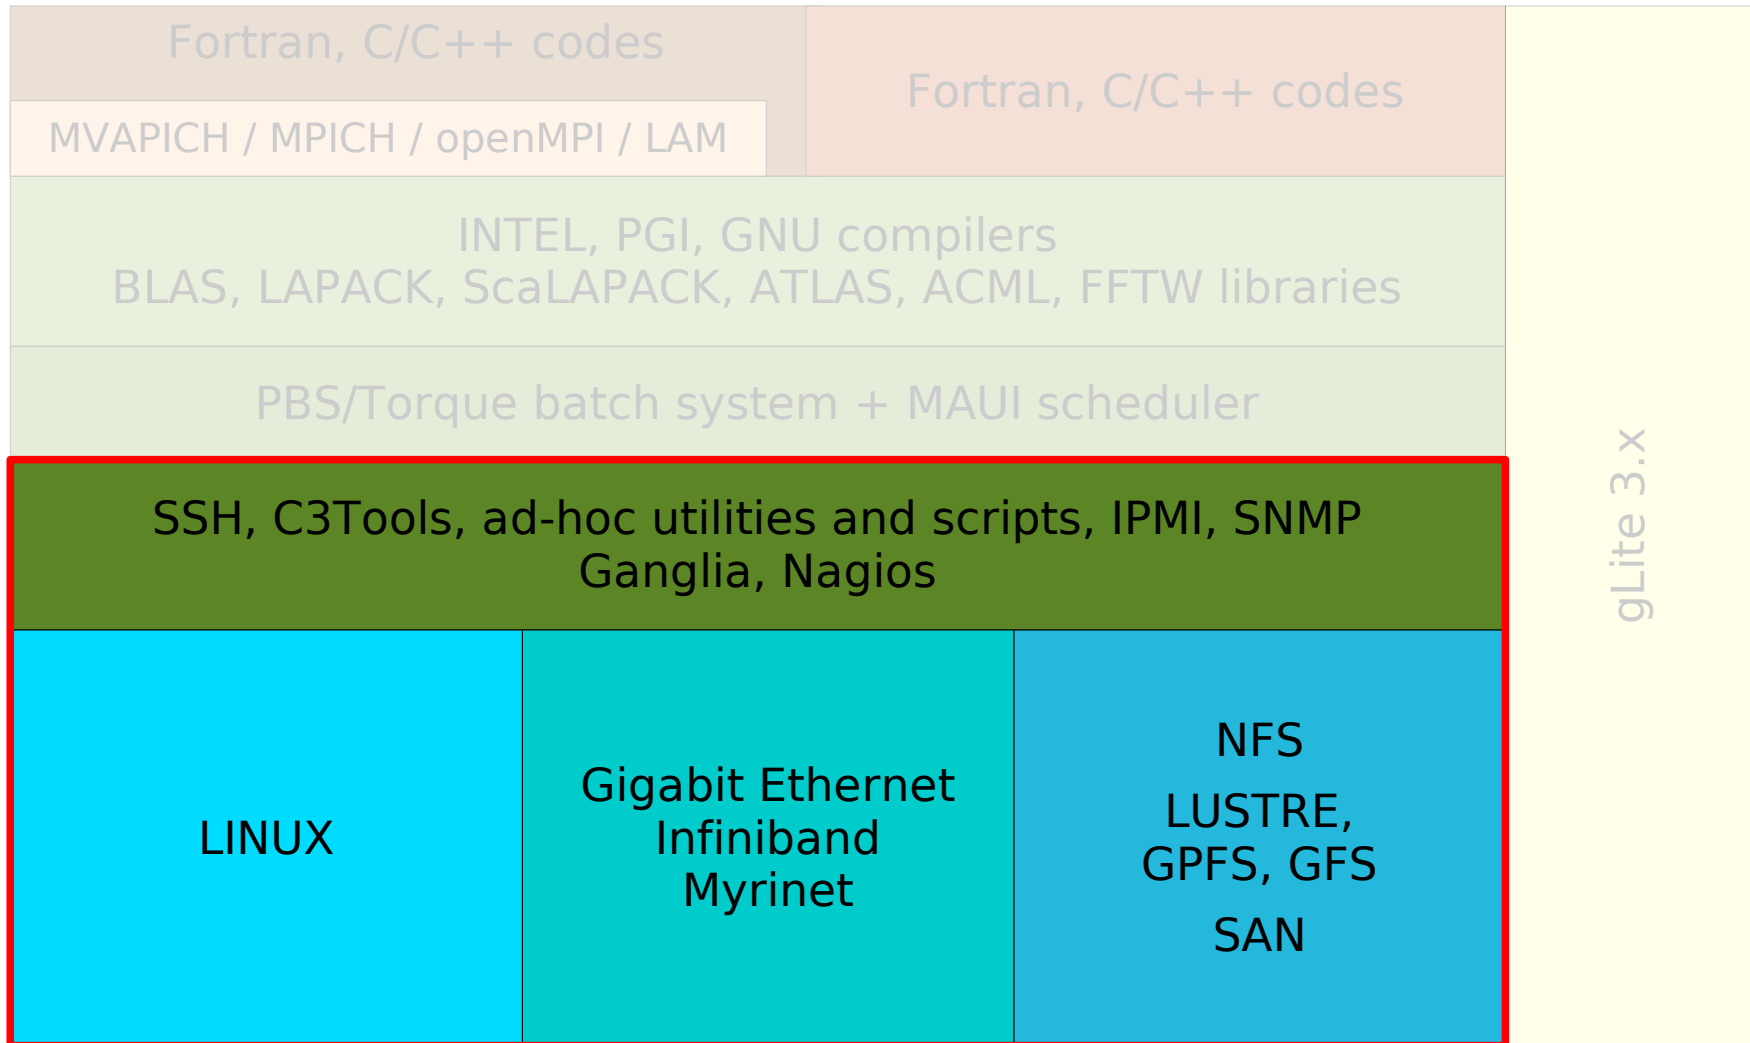 Fortran, C/C++ codes
Fortran, C/C++ codes
MVAPICH / MPICH / openMPI / LAM
INTEL, PGI, GNU compilers
BLAS, LAPACK, ScaLAPACK, ATLAS, ACML, FFTW libraries
PBS/Torque batch system + MAUI scheduler
gLite 3.x
SSH, C3Tools, ad-hoc utilities and scripts, IPMI, SNMP
Ganglia, Nagios
LINUX
Gigabit Ethernet
Infiniband
Myrinet
NFS
LUSTRE,
GPFS, GFS
SAN